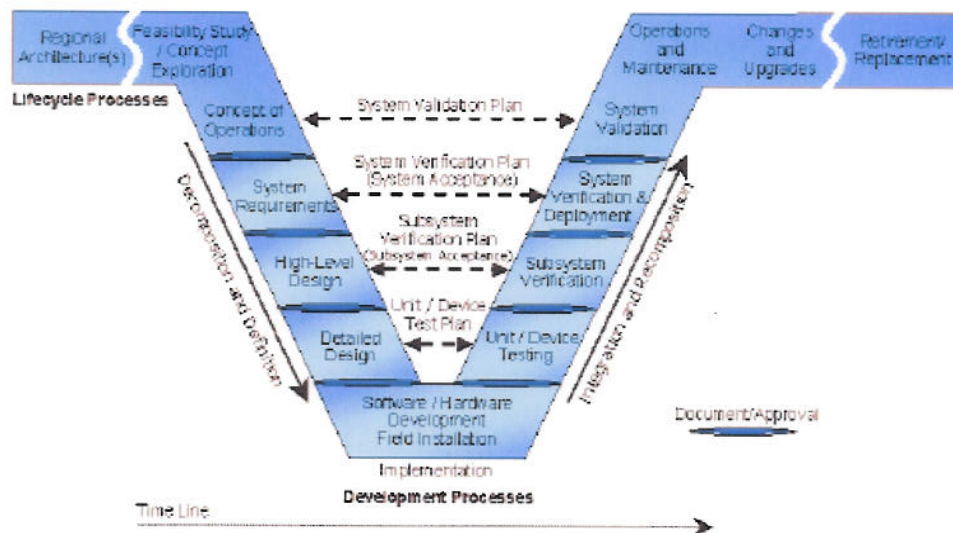 Regional
Architecture(s)
Feasibility Study
/ Concept
Exploration
Operations
and
Maintenance
Changes
and
Upgrades
Retirement/
Replacement
Lifecycle Processes
Concept of
Operations
System Validation Plan
System
Validation
System
Requirements
System Verification Plan
(System Acceptance)
System
Verification &
Deployment
High-Level
Design
Subsystem
Verification Plan
(Subsystem Acceptance)
Subsystem
Verification
Detailed
Design
Unit / Device
Test Plan
Unit / Device
Testing
Decomposition and Definition
Integration and Recomposition
Software / Hardware
Development
Field Installation
Document/Approval
Implementation
Development Processes
Time Line